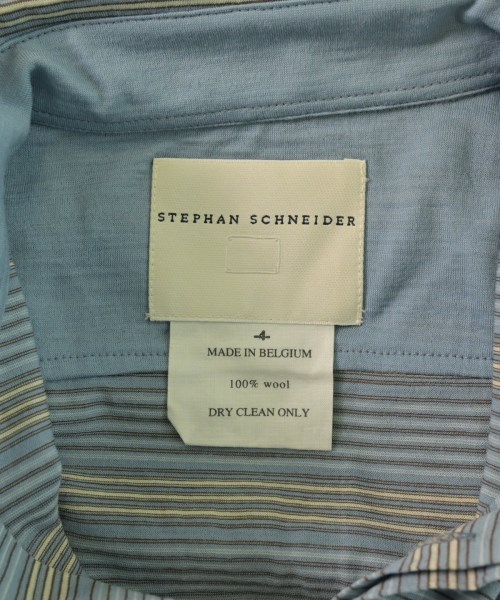 STEPHAN SCHNEIDER
4
MADE IN BELGIUM
100% wool
DRY CLEAN ONLY